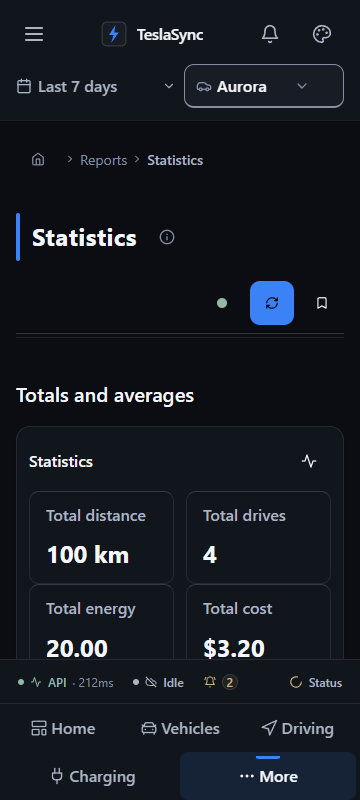 TeslaSync
Last 7 days
Aurora
Reports
Statistics
Statistics
Totals and averages
Statistics
Total distance
Total drives
100 km
4
Total energy
Total cost
20.00
$3.20
API · 212ms
Idle
2
Status
Home
Vehicles
Driving
Charging
More